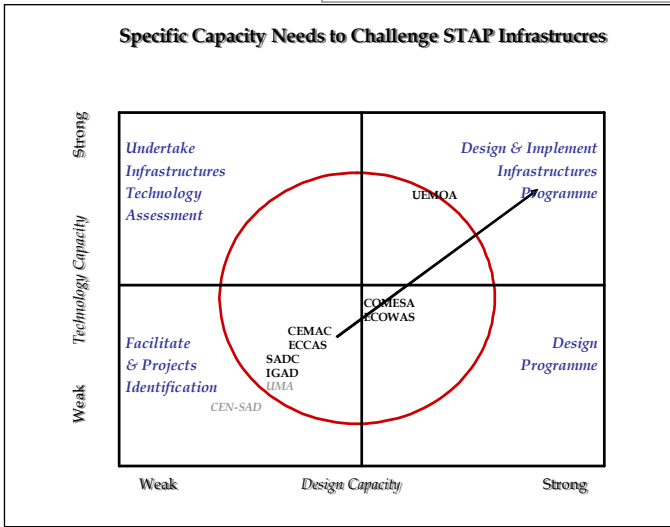 Specific Capacity Needs to Challenge STAP Infrastrucres
Strong
Technology Capacity
Weak
Undertake
Infrastructures
Technology
Assessment
Design & Implement
Infrastructures
Programme
UEMOA
COMESA
ECOWAS
CEMAC
ECCAS
SADC
IGAD
UMA
CEN-SAD
Facilitate
& Projects
Identification
Design
Programme
Weak
Design Capacity
Strong